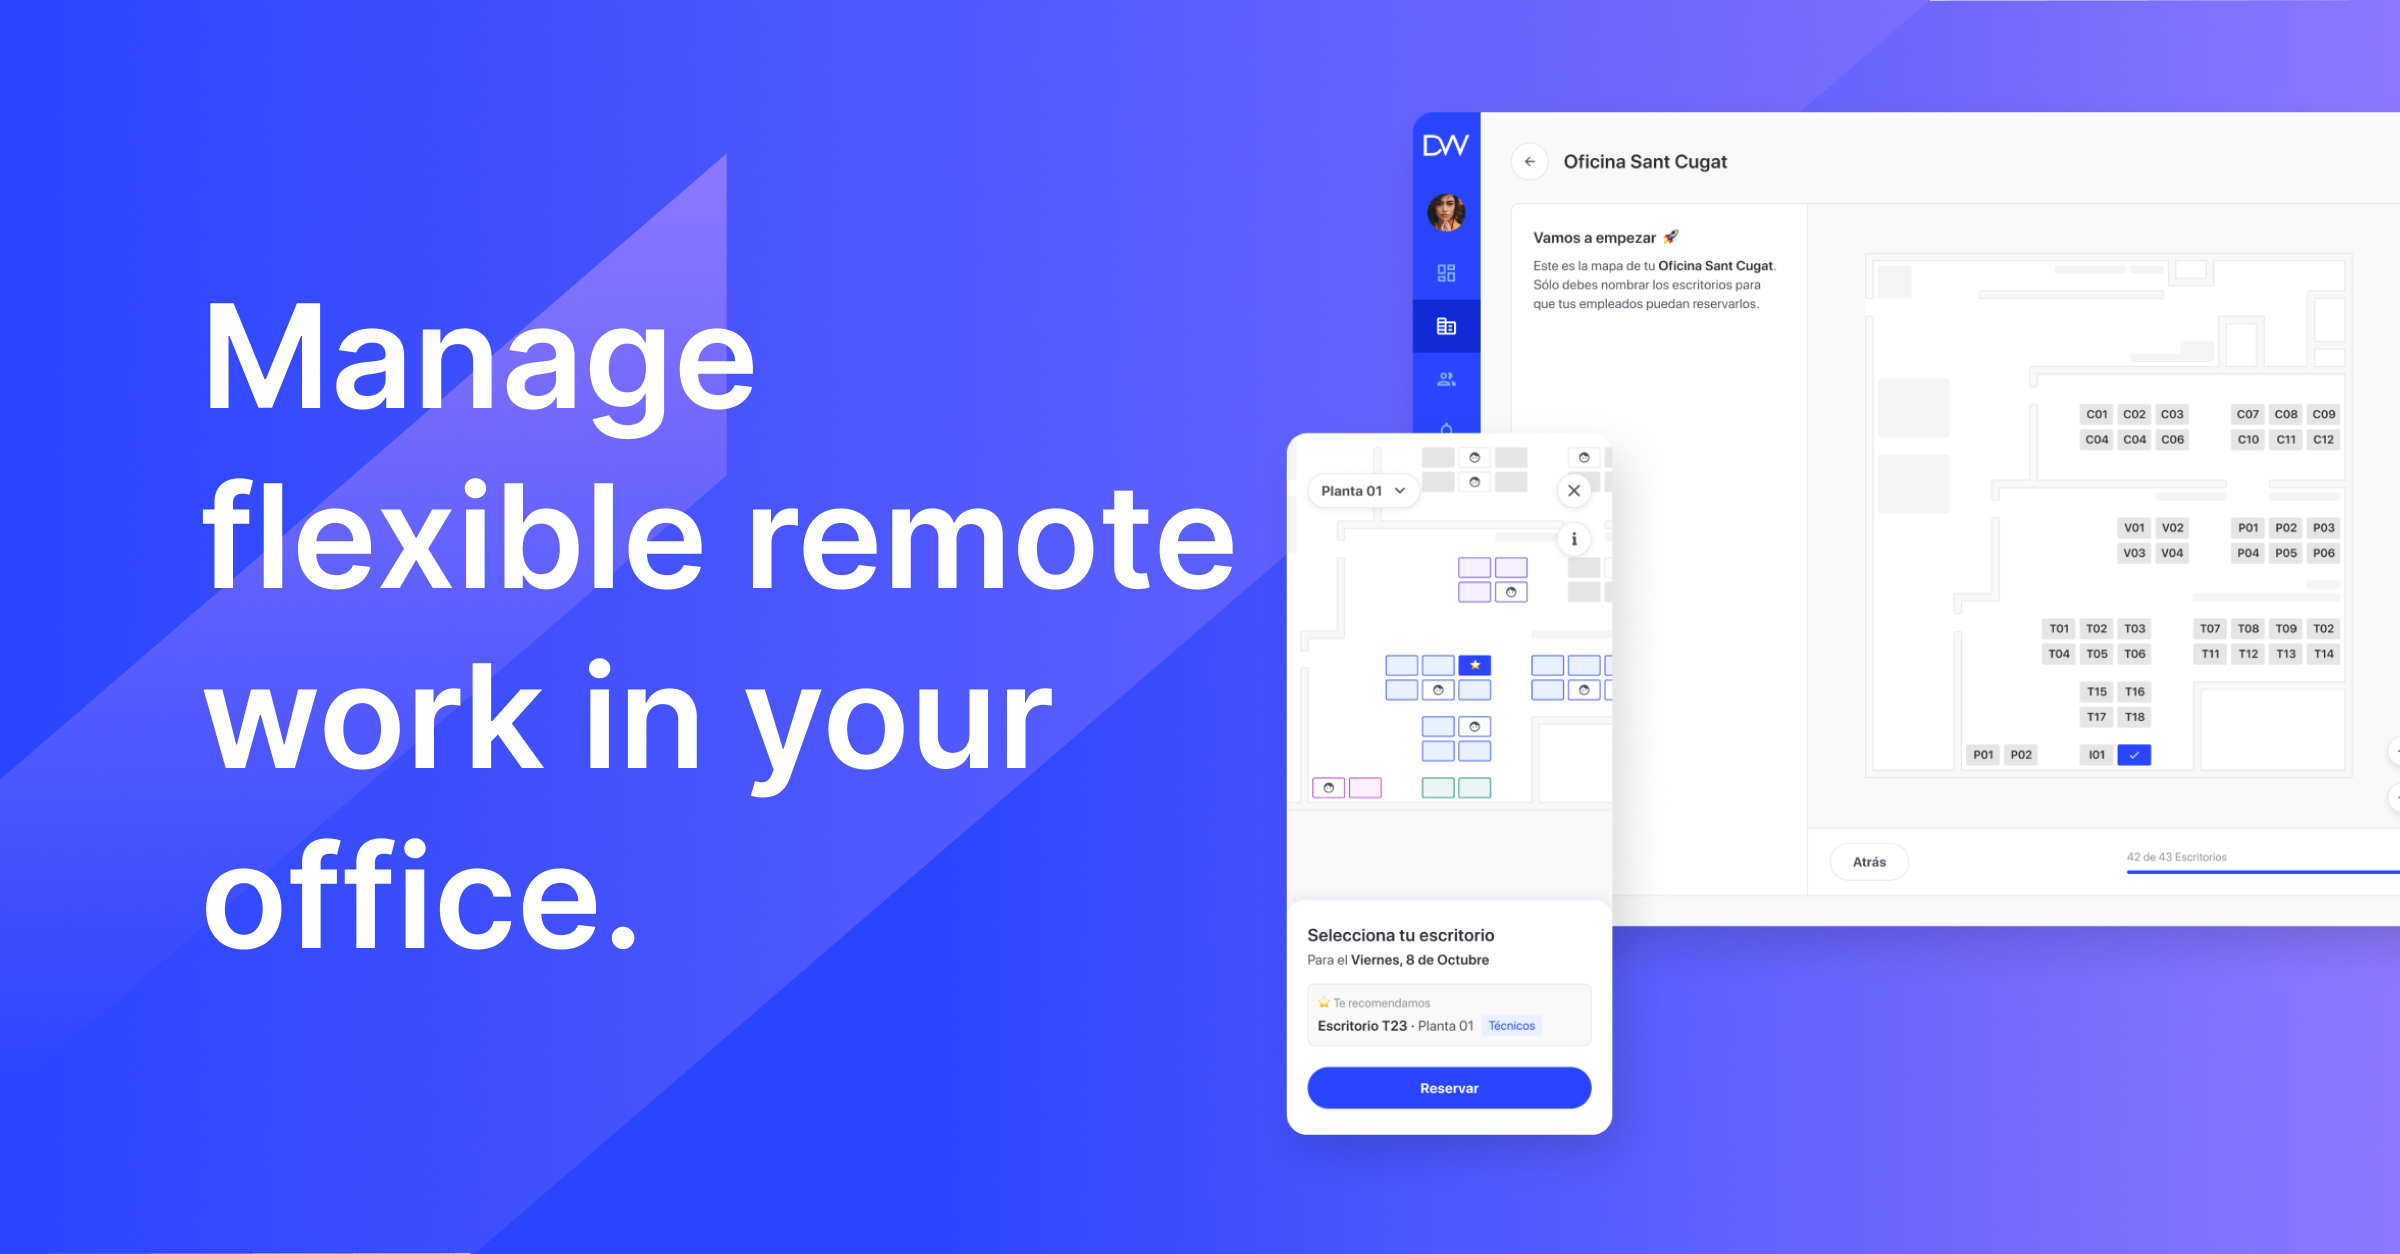 Manage
flexible remote
work in your
office.
DW
Oficina Sant Cugat
Vamos a empezar 🚀
Este es la mapa de tu Oficina Sant Cugat.
Sólo debes nombrar los escritorios para
que tus empleados puedan reservarlos.
C01 C02 C03 C07 C08 C09
C04 C04 C06 C10 C11 C12
V01 V02 P01 P02 P03
V03 V04 P04 P05 P06
T01 T02 T03 T07 T08 T09 T02
T04 T05 T06 T11 T12 T13 T14
T15 T16
T17 T18
P01 P02 I01
Atrás
42 de 43 Escritorios
Planta 01
i
Selecciona tu escritorio
Para el Viernes, 8 de Octubre
⭐ Te recomendamos
Escritorio T23 · Planta 01 Técnicos
Reservar